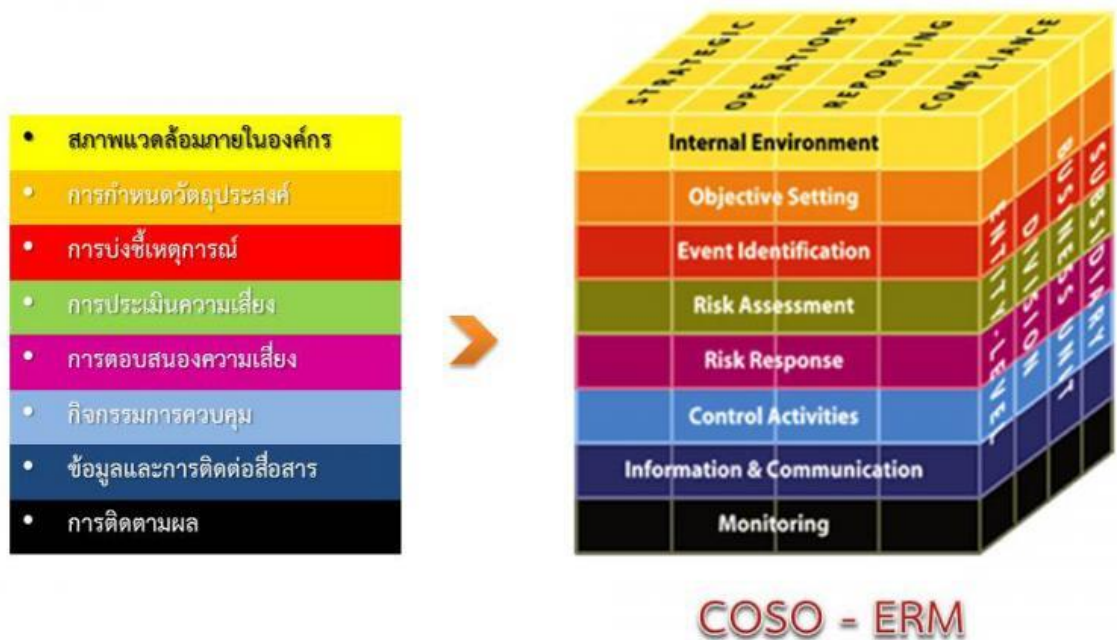 • สภาพแวดล้อมภายในองค์กร
• การกำหนดวัตถุประสงค์
• การบ่งชี้เหตุการณ์
• การประเมินความเสี่ยง
• การตอบสนองความเสี่ยง
• กิจกรรมการควบคุม
• ข้อมูลและการติดต่อสื่อสาร
• การติดตามผล
STRATEGIC
OPERATIONS
REPORTING
COMPLIANCE
Internal Environment
Objective Setting
Event Identification
Risk Assessment
Risk Response
Control Activities
Information & Communication
Monitoring
ENTITY-LEVEL
DIVISION
BUSINESS UNIT
SUBSIDIARY
COSO - ERM